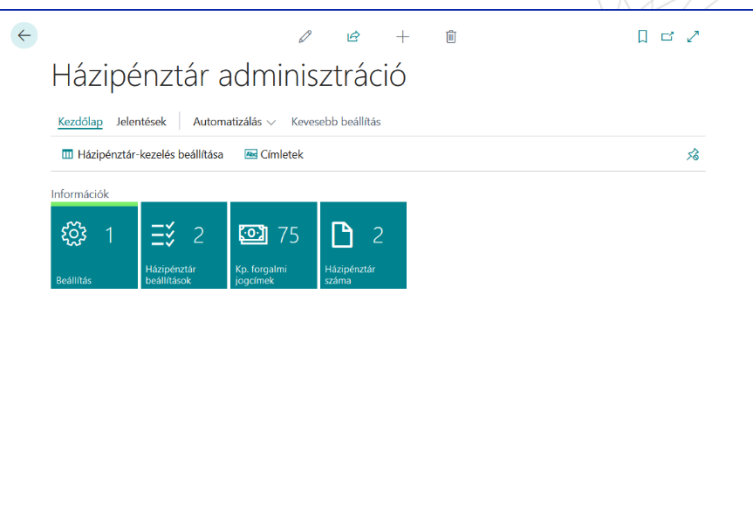 Házipénztár adminisztráció
Kezdőlap Jelentések Automatizálás Kevesebb beállítás
Házipénztár-kezelés beállítása Abc Címletek
Információk
1 2 75 2
Beállítás Házipénztár beállítások Kp. forgalmi jogcímek Házipénztár száma